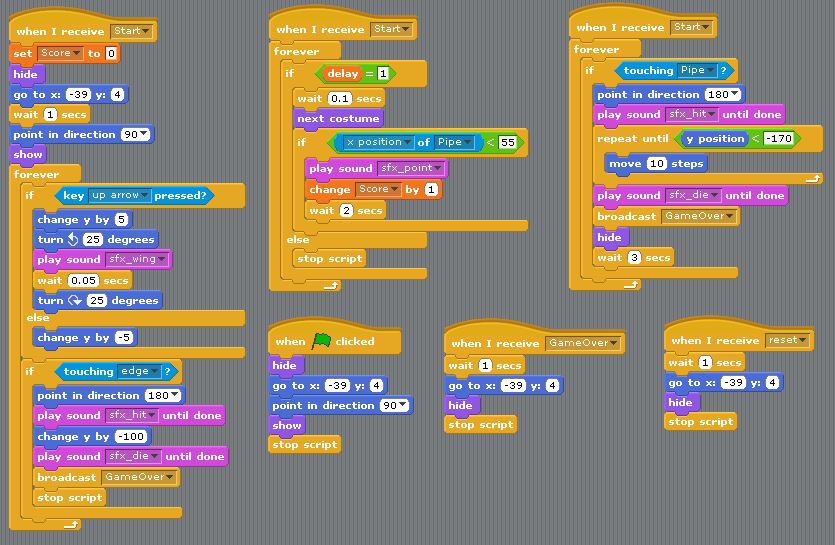 when I receive Start
set Score to 0
hide
go to x: -39 y: 4
wait 1 secs
point in direction 90
show
forever
if key up arrow pressed?
change y by 5
turn 25 degrees
play sound sfx_wing
wait 0.05 secs
turn 25 degrees
else
change y by -5
if touching edge ?
point in direction 180
play sound sfx_hit until done
change y by -100
play sound sfx_die until done
broadcast GameOver
stop script
when I receive Start
forever
if delay = 1
wait 0.1 secs
next costume
if x position of Pipe < 55
play sound sfx_point
change Score by 1
wait 2 secs
else
stop script
when I receive Start
forever
if touching Pipe ?
point in direction 180
play sound sfx_hit until done
repeat until y position < -170
move 10 steps
play sound sfx_die until done
broadcast GameOver
hide
wait 3 secs
when clicked
hide
go to x: -39 y: 4
point in direction 90
show
stop script
when I receive GameOver
wait 1 secs
go to x: -39 y: 4
hide
stop script
when I receive reset
wait 1 secs
go to x: -39 y: 4
hide
stop script